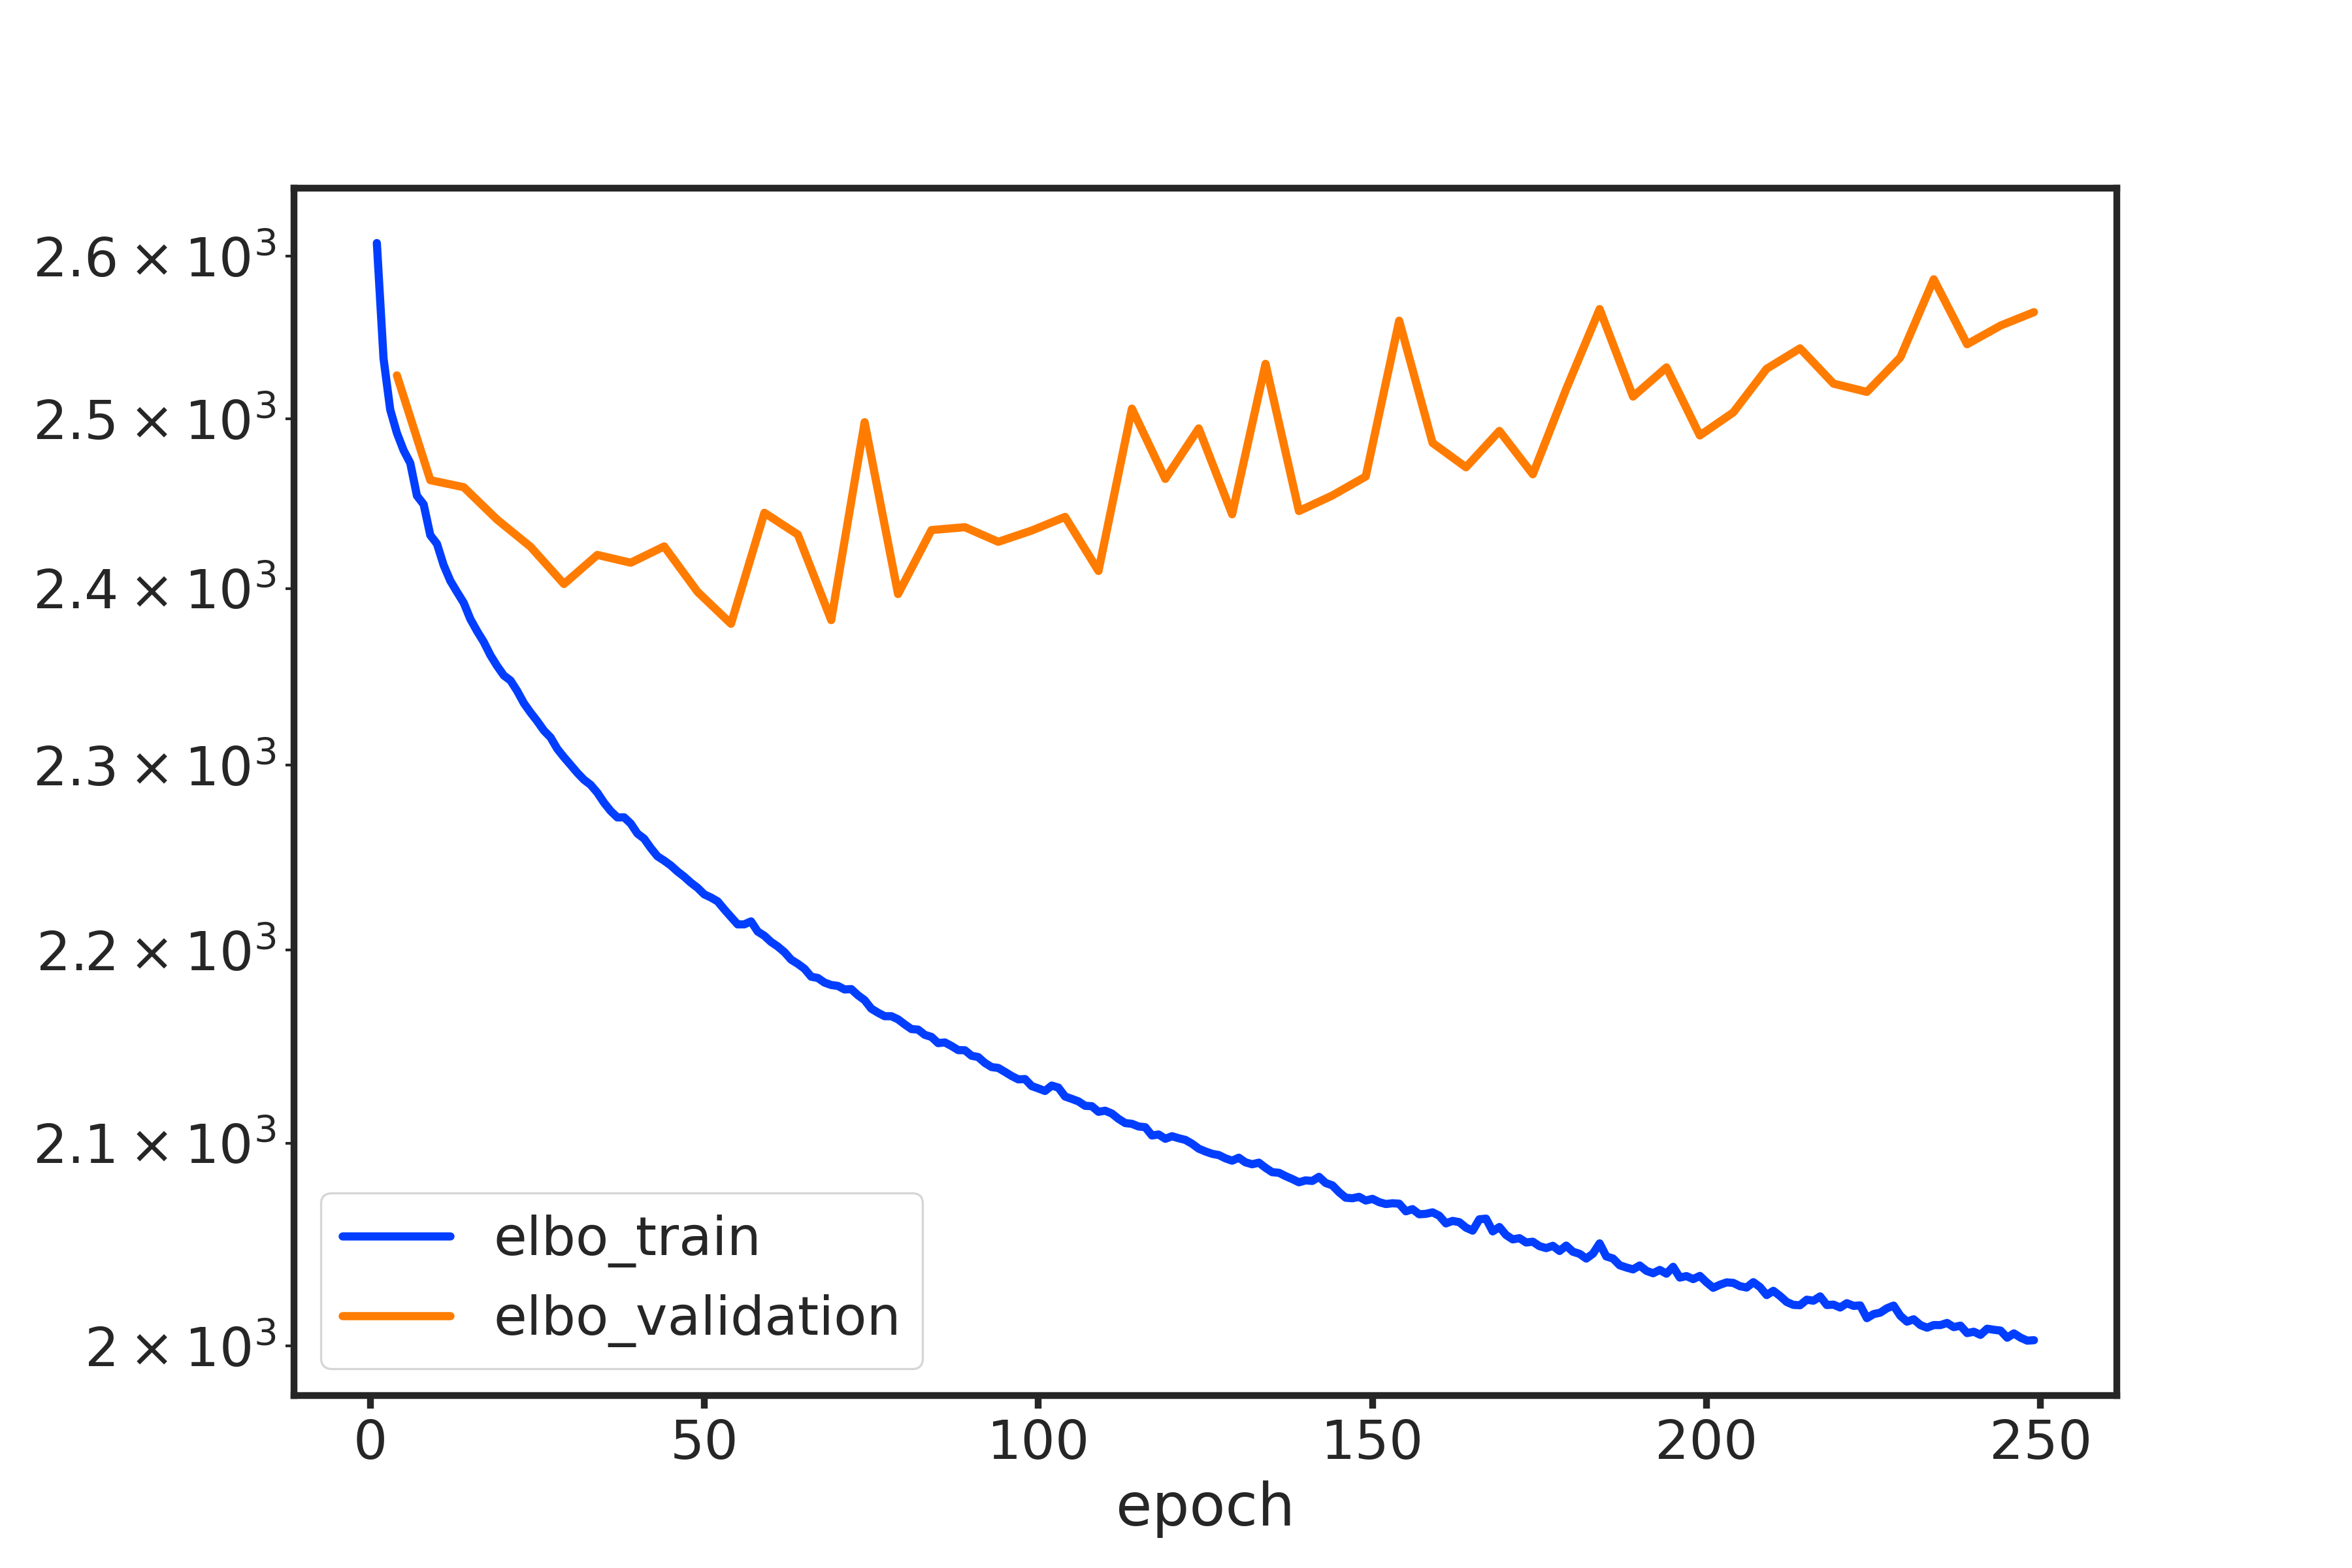 2.6 × 10³
2.5 × 10³
2.4 × 10³
2.3 × 10³
2.2 × 10³
2.1 × 10³
2 × 10³
elbo_train
elbo_validation
0 50 100 150 200 250
epoch